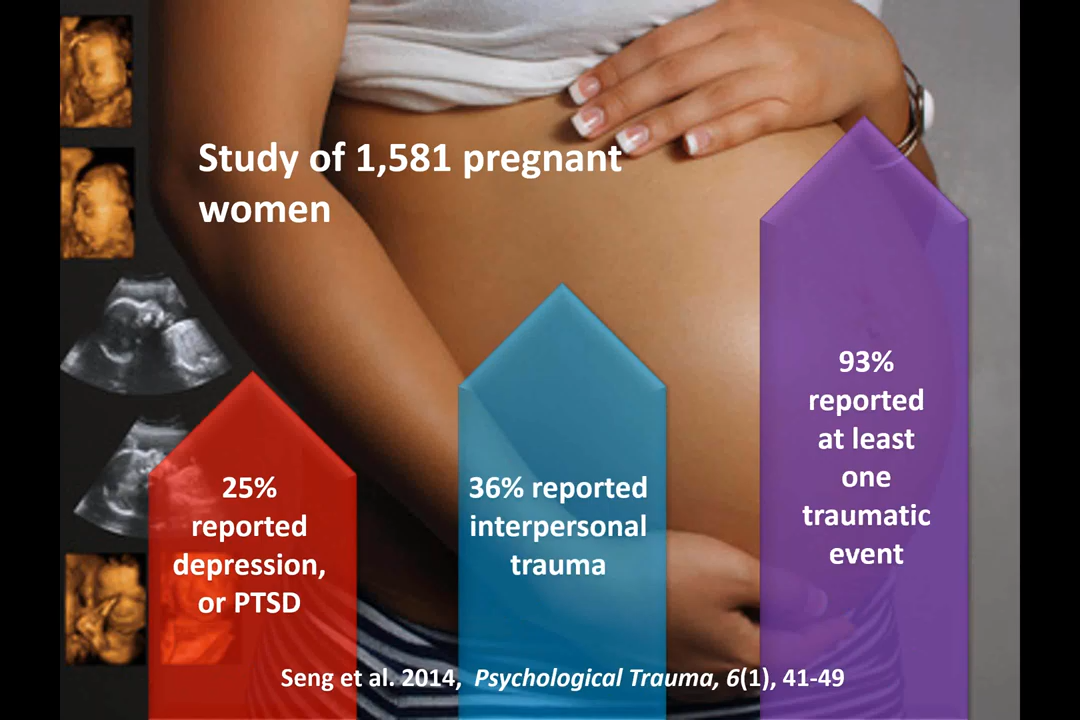 Study of 1,581 pregnant
women
25%
reported
depression,
or PTSD
36% reported
interpersonal
trauma
93%
reported
at least
one
traumatic
event
Seng et al. 2014, Psychological Trauma, 6(1), 41-49